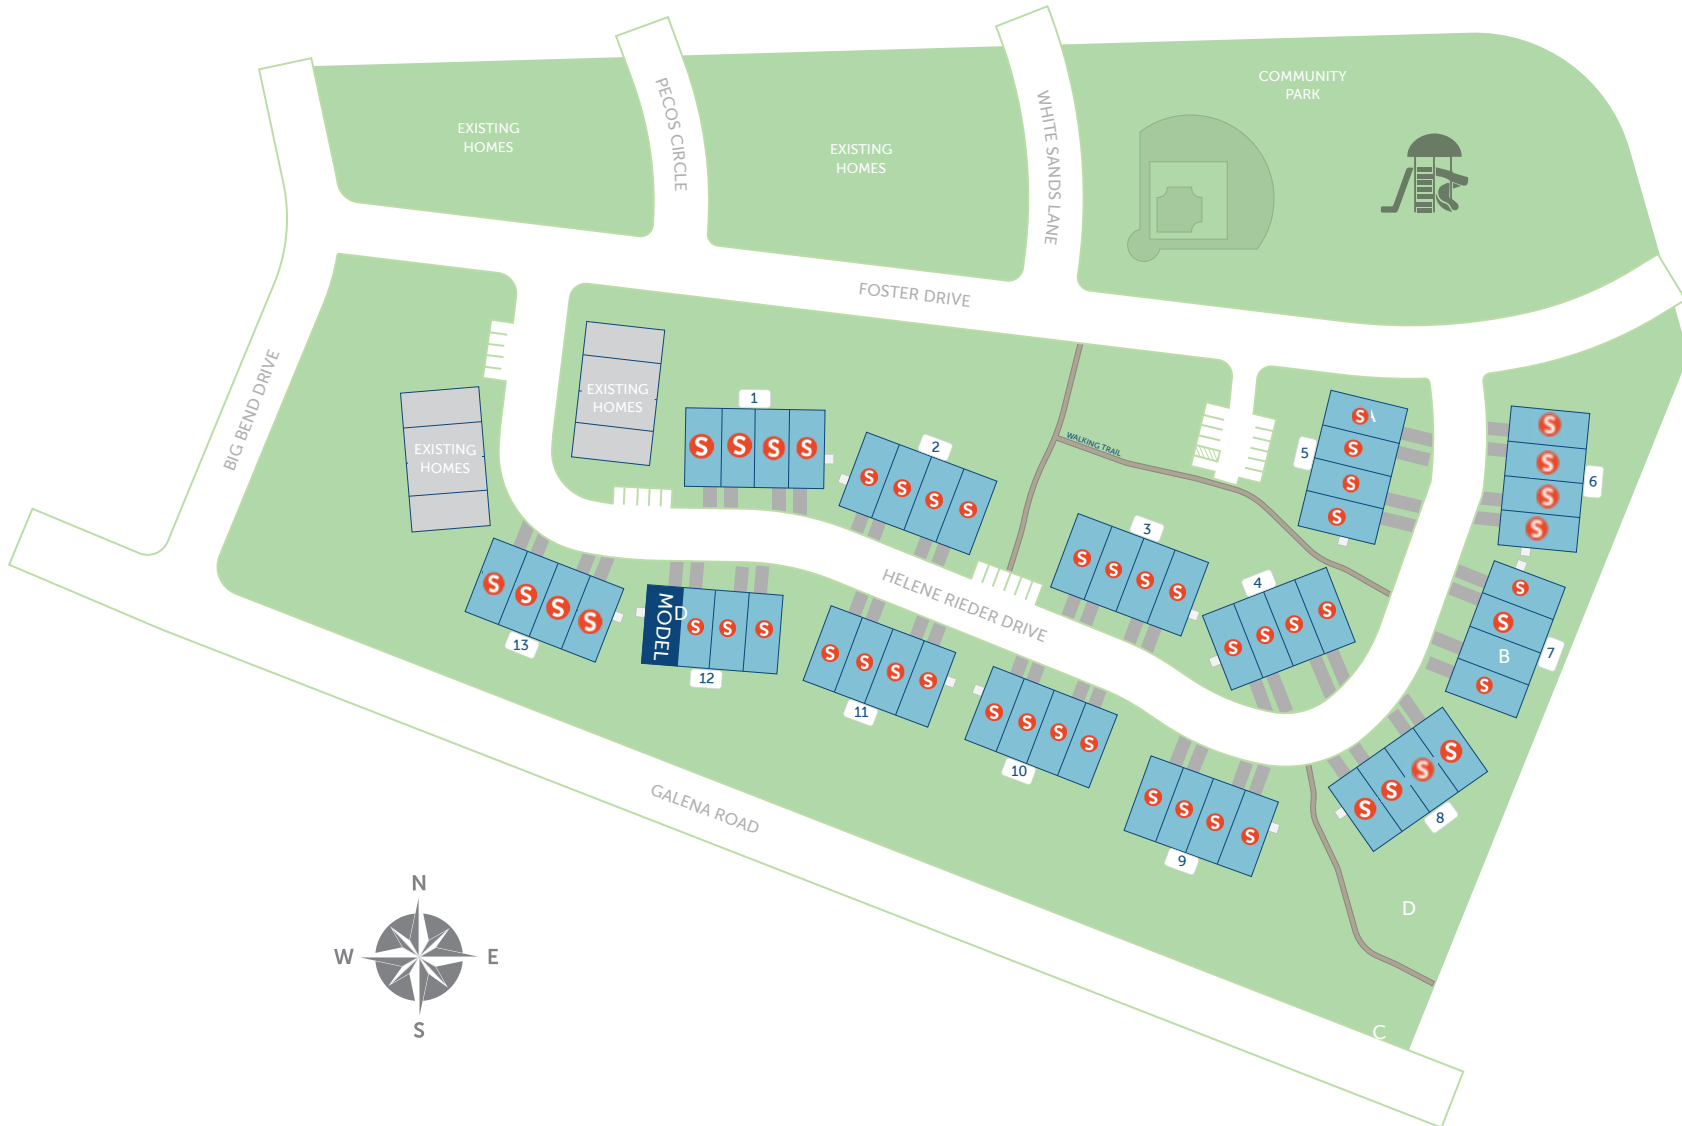 COMMUNITY
PARK
EXISTING
HOMES
PECOS CIRCLE
EXISTING
HOMES
WHITE SANDS LANE
FOSTER DRIVE
BIG BEND DRIVE
EXISTING
HOMES
EXISTING
HOMES
WALKING TRAIL
1
S S S S
2
S S S S
3
S S S S
4
S S S S
5
S A
S
S
S
6
S
S
S
S
7
S
S
B
S
8
S S S S
HELENE RIEDER DRIVE
13
S S S S
MODEL
D
S S S
12
11
S S S S
10
S S S S
9
S S S S
GALENA ROAD
D
C
N
W E
S